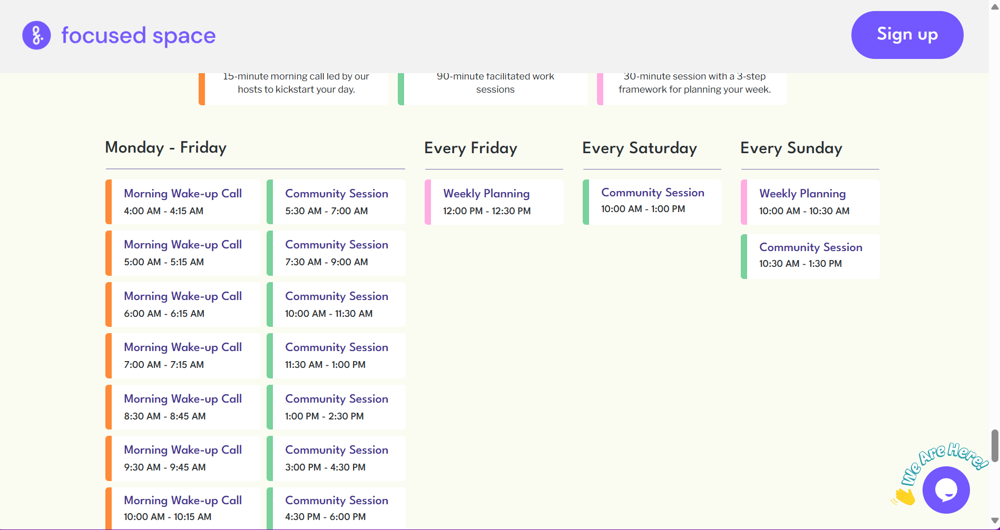 focused space
Sign up
15-minute morning call led by our
hosts to kickstart your day.
90-minute facilitated work
sessions
30-minute session with a 3-step
framework for planning your week.
Monday - Friday
Morning Wake-up Call
4:00 AM - 4:15 AM
Morning Wake-up Call
5:00 AM - 5:15 AM
Morning Wake-up Call
6:00 AM - 6:15 AM
Morning Wake-up Call
7:00 AM - 7:15 AM
Morning Wake-up Call
8:30 AM - 8:45 AM
Morning Wake-up Call
9:30 AM - 9:45 AM
Morning Wake-up Call
10:00 AM - 10:15 AM
Community Session
5:30 AM - 7:00 AM
Community Session
7:30 AM - 9:00 AM
Community Session
10:00 AM - 11:30 AM
Community Session
11:30 AM - 1:00 PM
Community Session
1:00 PM - 2:30 PM
Community Session
3:00 PM - 4:30 PM
Community Session
4:30 PM - 6:00 PM
Every Friday
Weekly Planning
12:00 PM - 12:30 PM
Every Saturday
Community Session
10:00 AM - 1:00 PM
Every Sunday
Weekly Planning
10:00 AM - 10:30 AM
Community Session
10:30 AM - 1:30 PM
We Are Here!